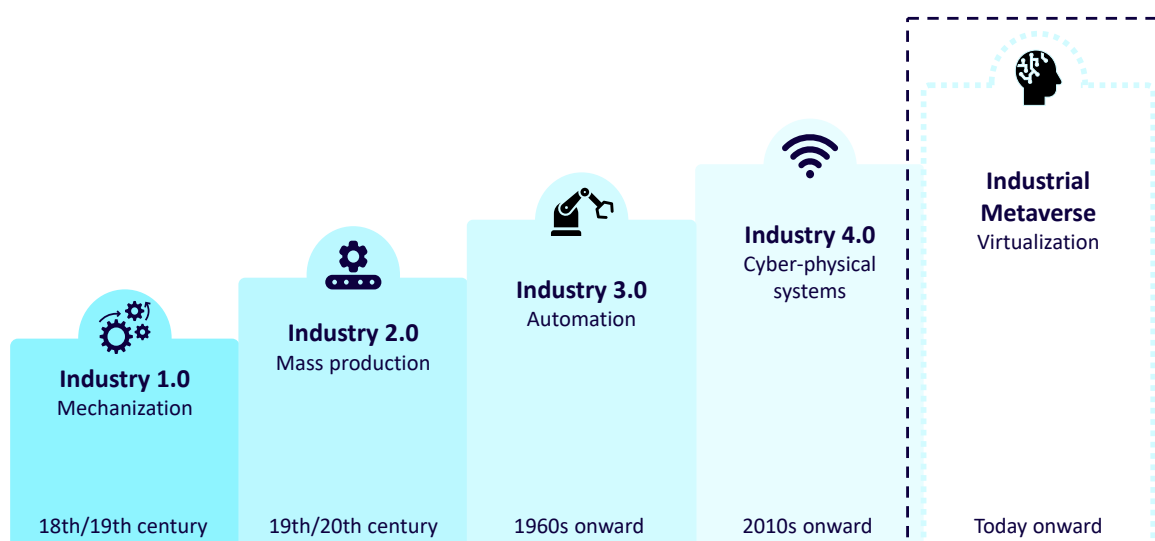 Industry 1.0
Mechanization
18th/19th century
Industry 2.0
Mass production
19th/20th century
Industry 3.0
Automation
1960s onward
Industry 4.0
Cyber-physical
systems
2010s onward
Industrial
Metaverse
Virtualization
Today onward